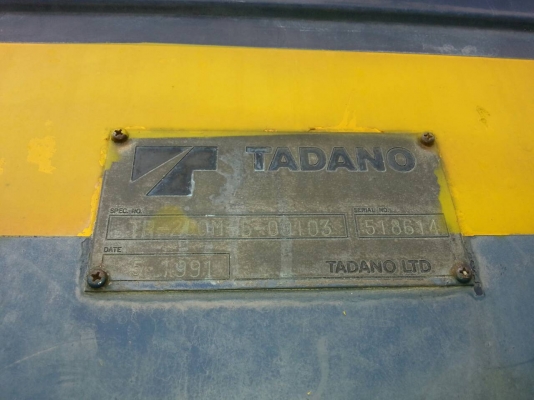 TADANO
SPEC. NO. SERIAL NO.
518614
DATE
1991 TADANO LTD.